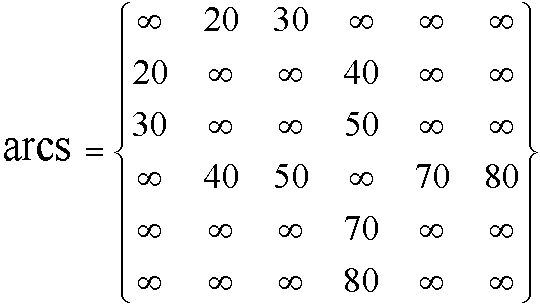 ∞ 20 30 ∞ ∞ ∞
20 ∞ ∞ 40 ∞ ∞
30 ∞ ∞ 50 ∞ ∞
arcs =
∞ 40 50 ∞ 70 80
∞ ∞ ∞ 70 ∞ ∞
∞ ∞ ∞ 80 ∞ ∞